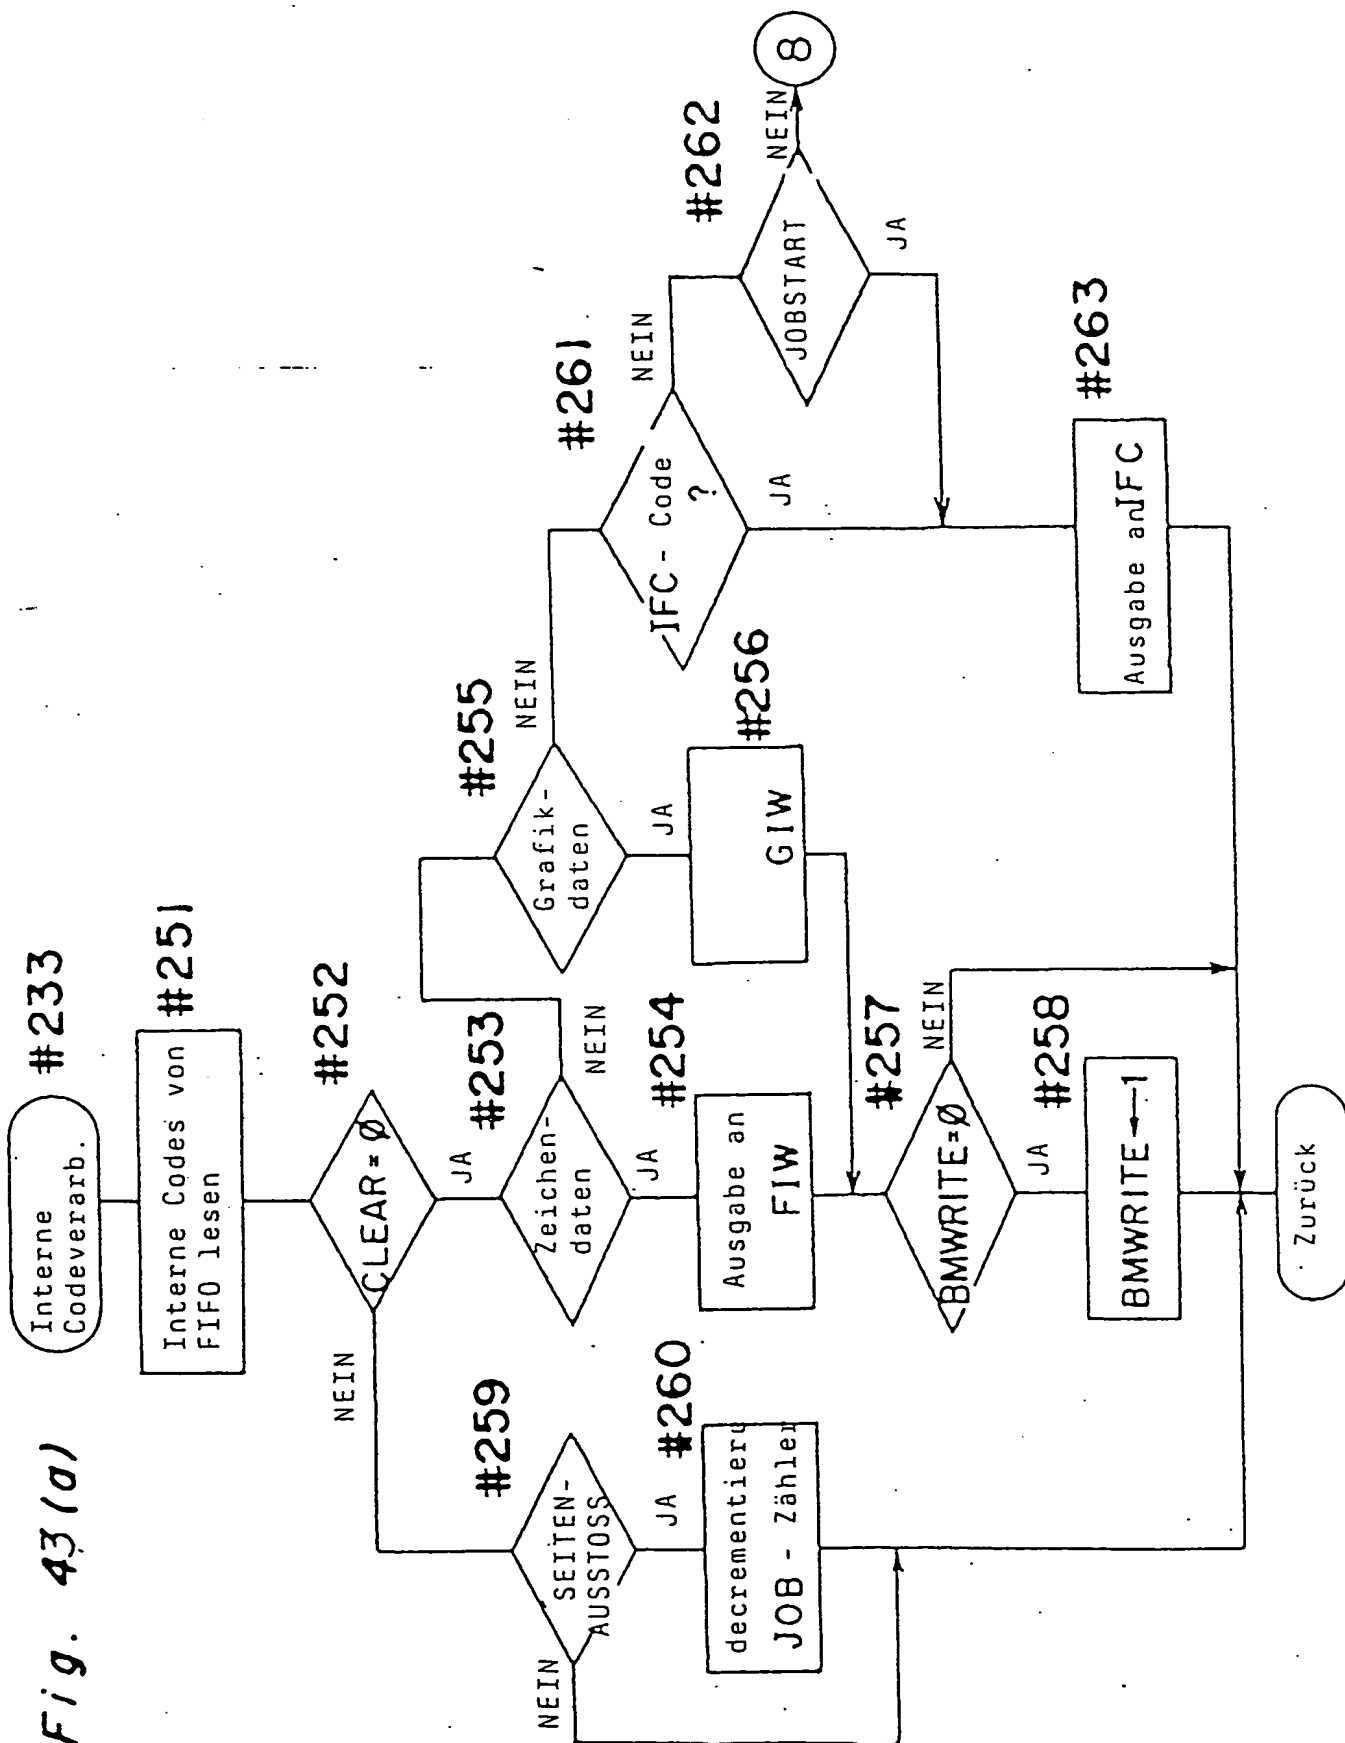 Fig. 43(a)
Interne
Codeverarb.
#233
Interne Codes von
FIFO lesen
#251
CLEAR=Ø
#252
NEIN
JA
SEITEN-
AUSSTOSS
#259
NEIN
JA
decrementieru
JOB - Zähler
#260
Zeichen-
daten
#253
NEIN
JA
Ausgabe an
FIW
#254
Grafik-
daten
#255
NEIN
JA
GIW
#256
IFC - Code
?
#261
NEIN
JA
JOBSTART
#262
NEIN
8
JA
Ausgabe an IFC
#263
BMWRITE=Ø
#257
NEIN
JA
BMWRITE←1
#258
Zurück